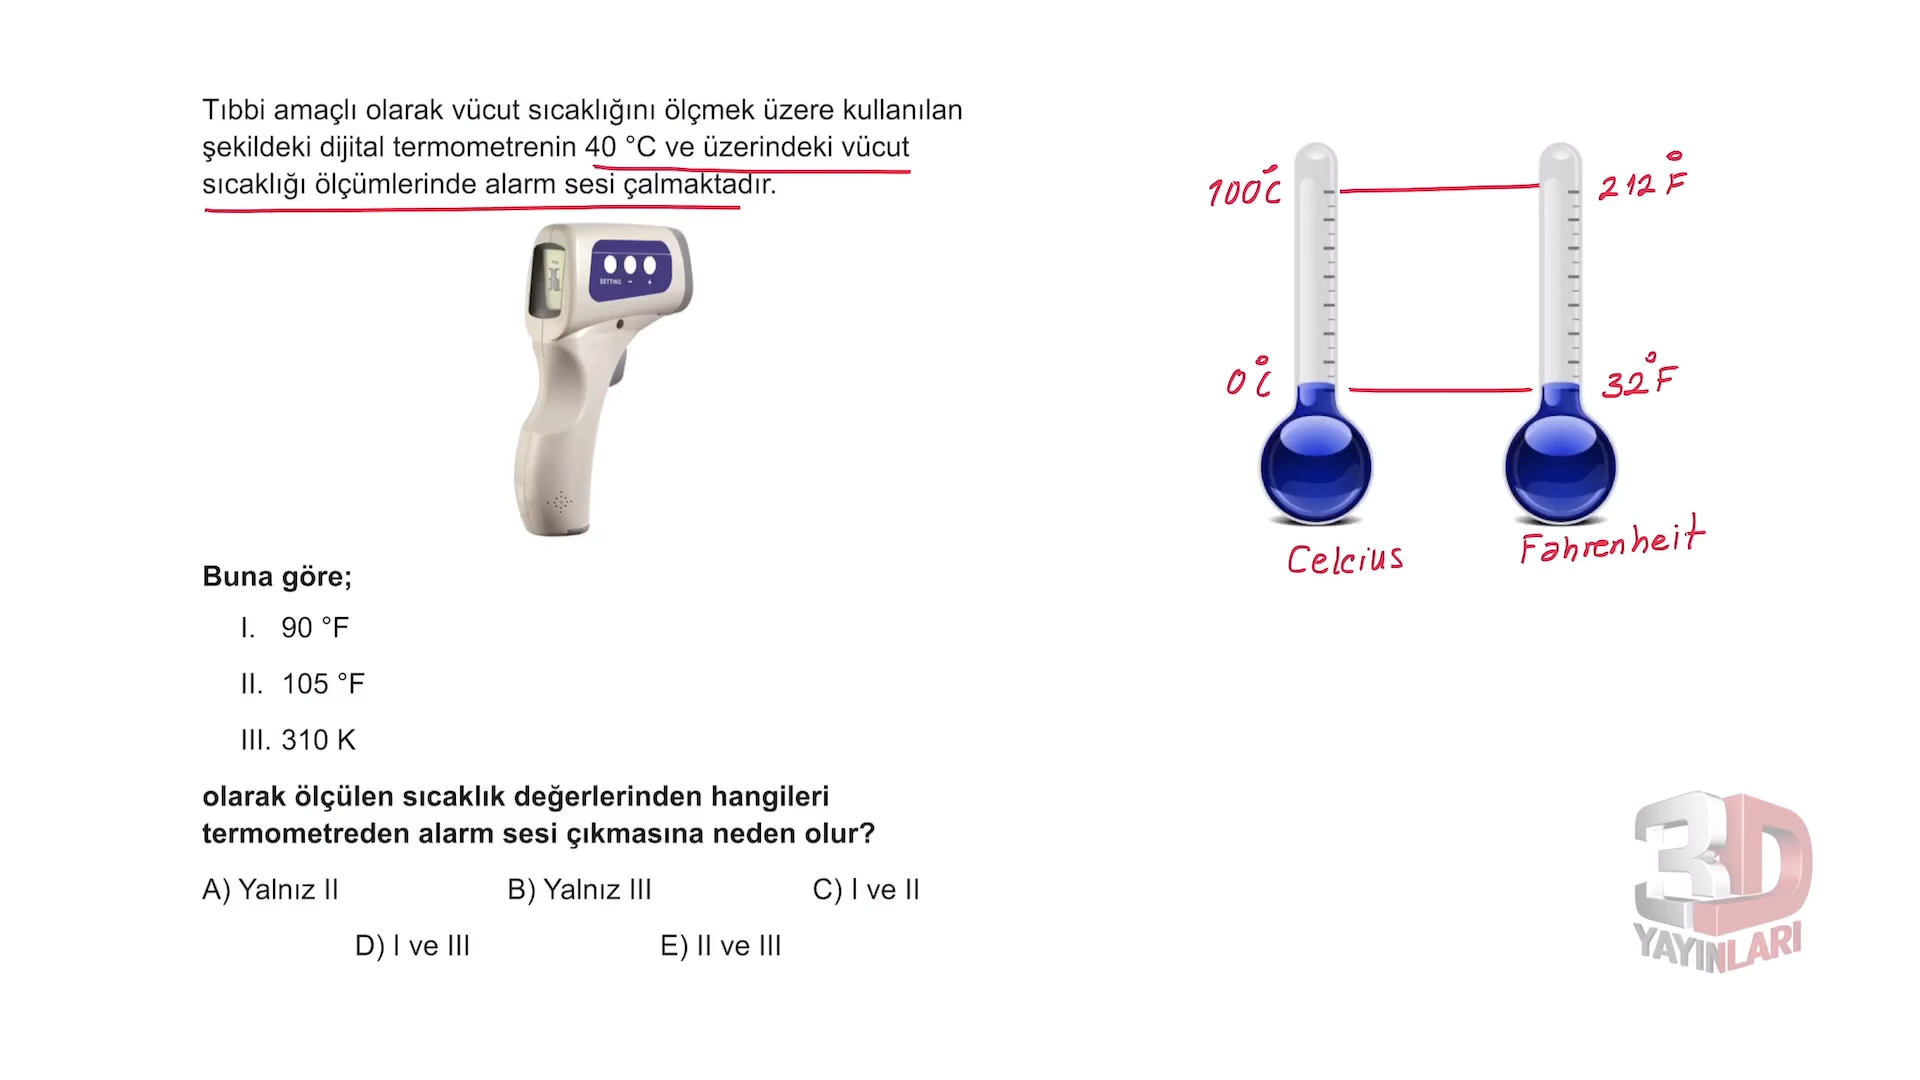 Tıbbi amaçlı olarak vücut sıcaklığını ölçmek üzere kullanılan
şekildeki dijital termometrenin 40 °C ve üzerindeki vücut
sıcaklığı ölçümlerinde alarm sesi çalmaktadır.
36
SETTING - +
Buna göre;
I. 90 °F
II. 105 °F
III. 310 K
olarak ölçülen sıcaklık değerlerinden hangileri
termometreden alarm sesi çıkmasına neden olur?
A) Yalnız II B) Yalnız III C) I ve II
D) I ve III E) II ve III
100°C 212°F
0°C 32°F
Celcius Fahrenheit
3D
YAYINLARI